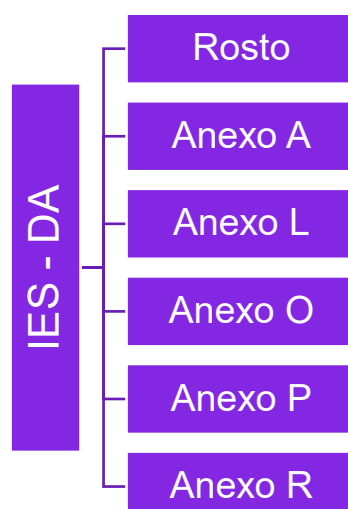 IES - DA
Rosto
Anexo A
Anexo L
Anexo O
Anexo P
Anexo R